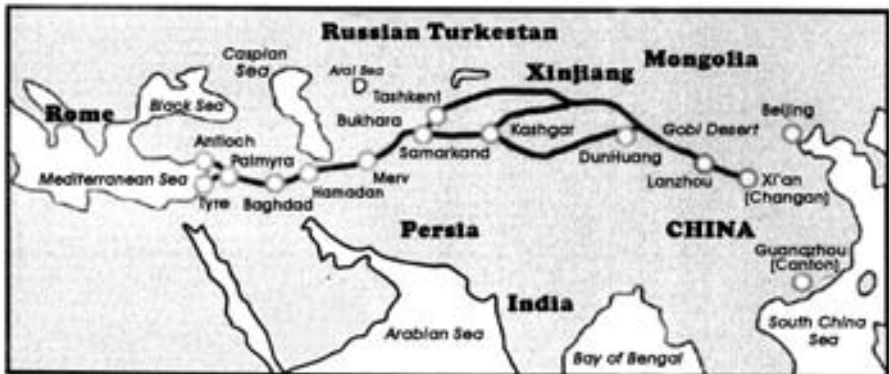 Russian Turkestan
Caspian
Sea
Aral Sea
Mongolia
Xinjiang
Rome
Black Sea
Tashkent
Bukhara
Beijing
Antioch
Kashgar
Gobi Desert
Palmyra
Samarkand
DunHuang
Mediterranean Sea
Merv
Lanzhou
Xi'an
(Changan)
Tyre
Baghdad
Hamadan
Persia
CHINA
Guangzhou
(Canton)
India
Arabian Sea
Bay of Bengal
South China
Sea